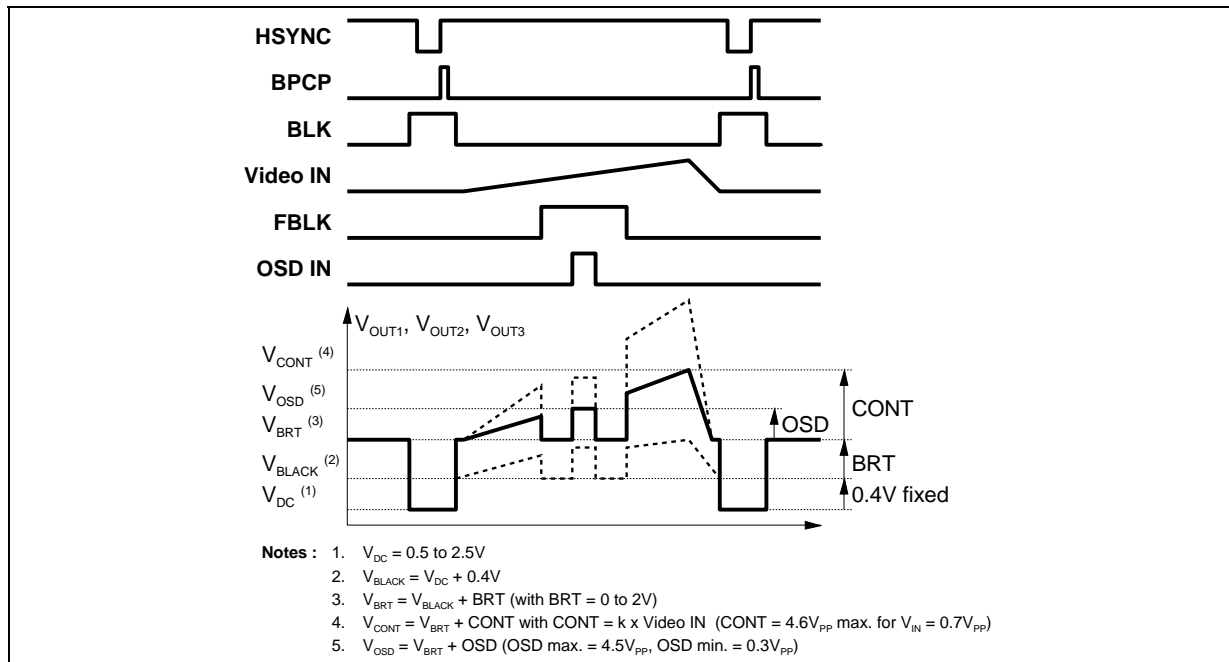 HSYNC
BPCP
BLK
Video IN
FBLK
OSD IN
VOUT1, VOUT2, VOUT3
VCONT (4)
VOSD (5)
VBRT (3)
VBLACK (2)
VDC (1)
CONT
OSD
BRT
0.4V fixed
Notes : 1. VDC = 0.5 to 2.5V
2. VBLACK = VDC + 0.4V
3. VBRT = VBLACK + BRT (with BRT = 0 to 2V)
4. VCONT = VBRT + CONT with CONT = k x Video IN (CONT = 4.6VPP max. for VIN = 0.7VPP)
5. VOSD = VBRT + OSD (OSD max. = 4.5VPP, OSD min. = 0.3VPP)